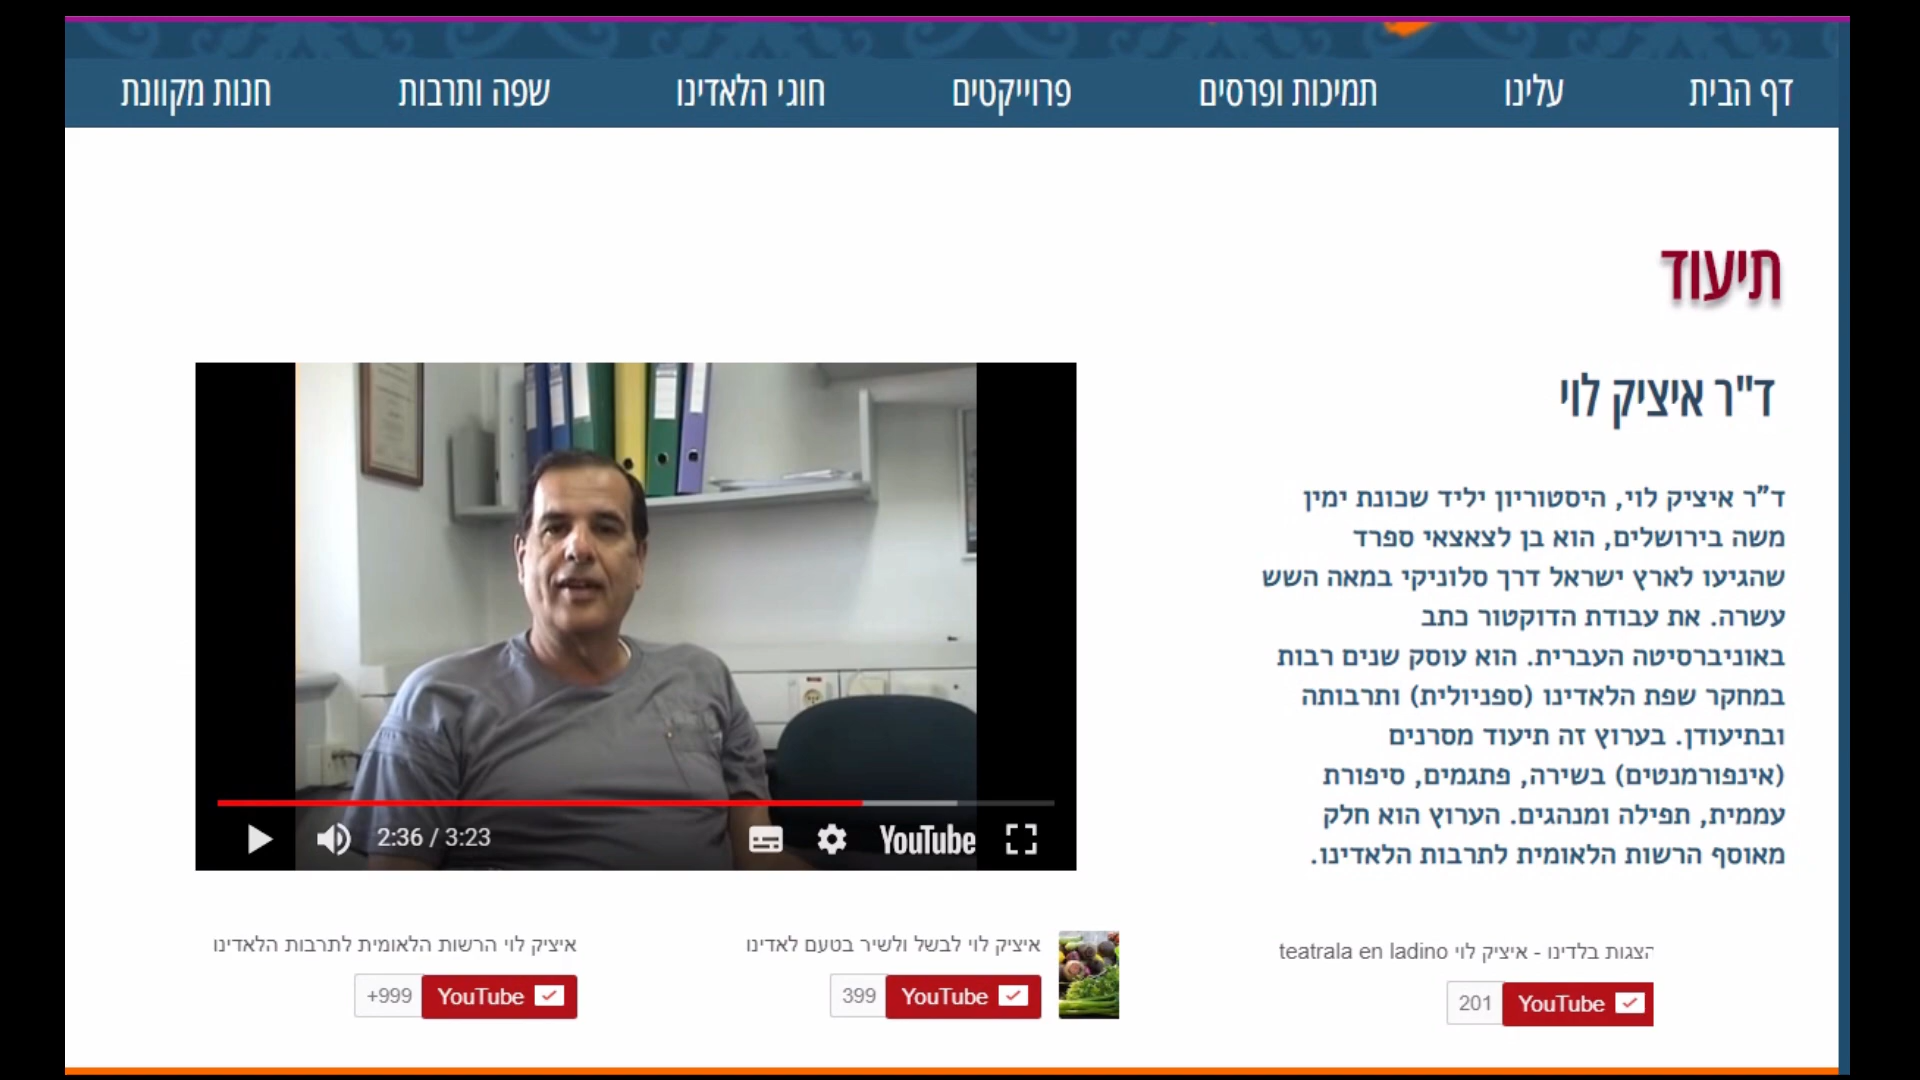 דף הבית
עלינו
תמיכות ופרסים
פרוייקטים
חוגי הלאדינו
שפה ותרבות
חנות מקוונת
תיעוד
ד"ר איציק לוי
ד"ר איציק לוי, היסטוריון יליד שכונת ימין
משה בירושלים, הוא בן לצאצאי ספרד
שהגיעו לארץ ישראל דרך סלוניקי במאה השש
עשרה. את עבודת הדוקטור כתב
באוניברסיטה העברית. הוא עוסק שנים רבות
במחקר שפת הלאדינו (ספניולית) ותרבותה
ובתיעודן. בערוץ זה תיעוד מסרנים
(אינפורמנטים) בשירה, פתגמים, סיפורת
עממית, תפילה ומנהגים. הערוץ הוא חלק
מאוסף הרשות הלאומית לתרבות הלאדינו.
2:36 / 3:23
YouTube
הצגות בלדינו - איציק לוי teatrala en ladino
YouTube
201
איציק לוי לבשל ולשיר בטעם לאדינו
YouTube
399
איציק לוי הרשות הלאומית לתרבות הלאדינו
YouTube
+999